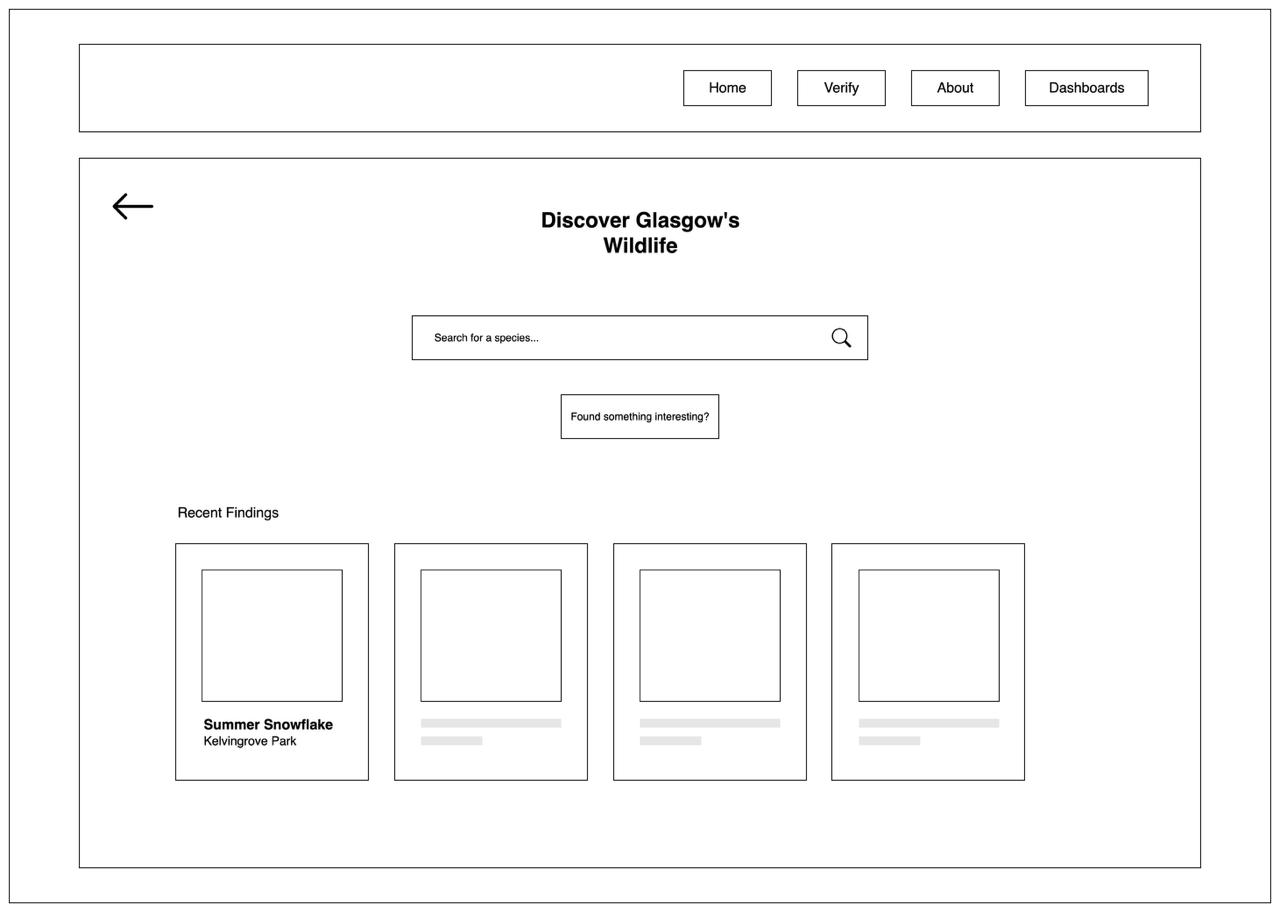 Home
Verify
About
Dashboards
Discover Glasgow's
Wildlife
Search for a species...
Found something interesting?
Recent Findings
Summer Snowflake
Kelvingrove Park